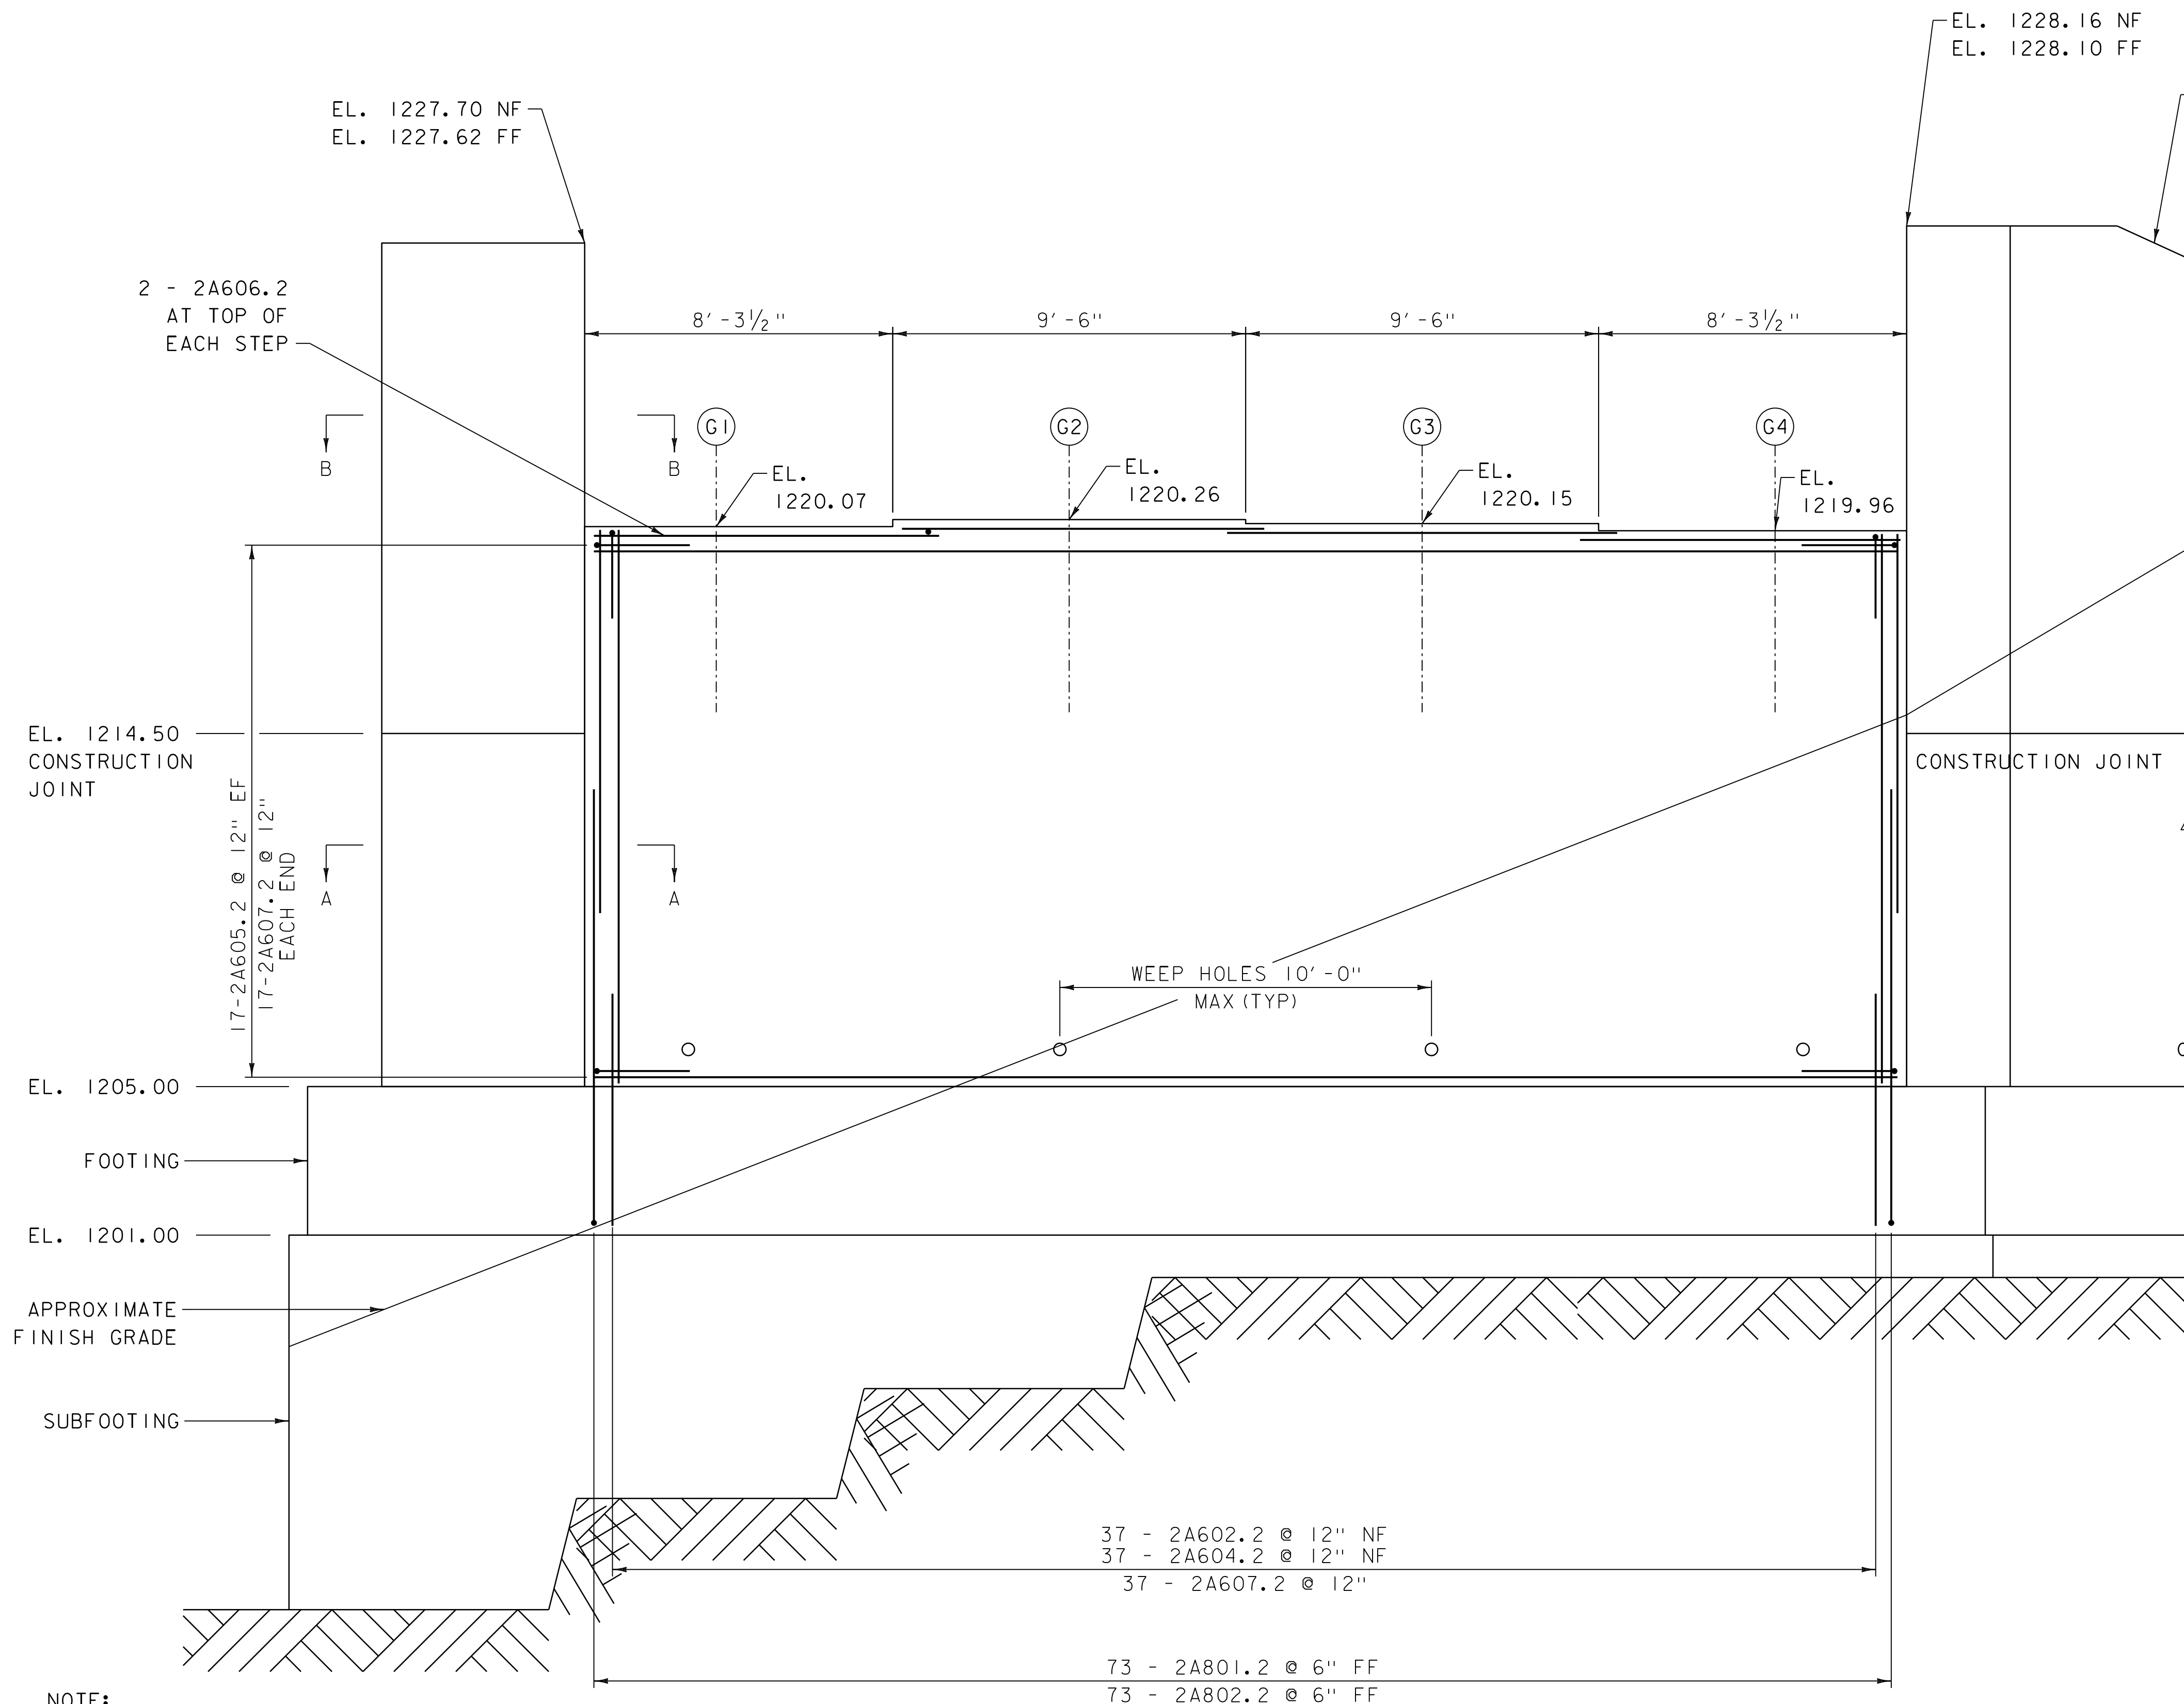 EL. 1228.16 NF
EL. 1228.10 FF
EL. 1227.70 NF
EL. 1227.62 FF
2 - 2A606.2
AT TOP OF
EACH STEP
8'-3 1/2"
9'-6"
9'-6"
8'-3 1/2"
B
B
G1
G2
G3
G4
EL.
1220.07
EL.
1220.26
EL.
1220.15
EL.
1219.96
EL. 1214.50
CONSTRUCTION
JOINT
CONSTRUCTION JOINT
17-2A605.2 @ 12" EF
17-2A607.2 @ 12"
EACH END
A
A
WEEP HOLES 10'-0"
MAX (TYP)
EL. 1205.00
FOOTING
EL. 1201.00
APPROXIMATE
FINISH GRADE
SUBFOOTING
37 - 2A602.2 @ 12" NF
37 - 2A604.2 @ 12" NF
37 - 2A607.2 @ 12"
73 - 2A801.2 @ 6" FF
73 - 2A802.2 @ 6" FF
NOTE: